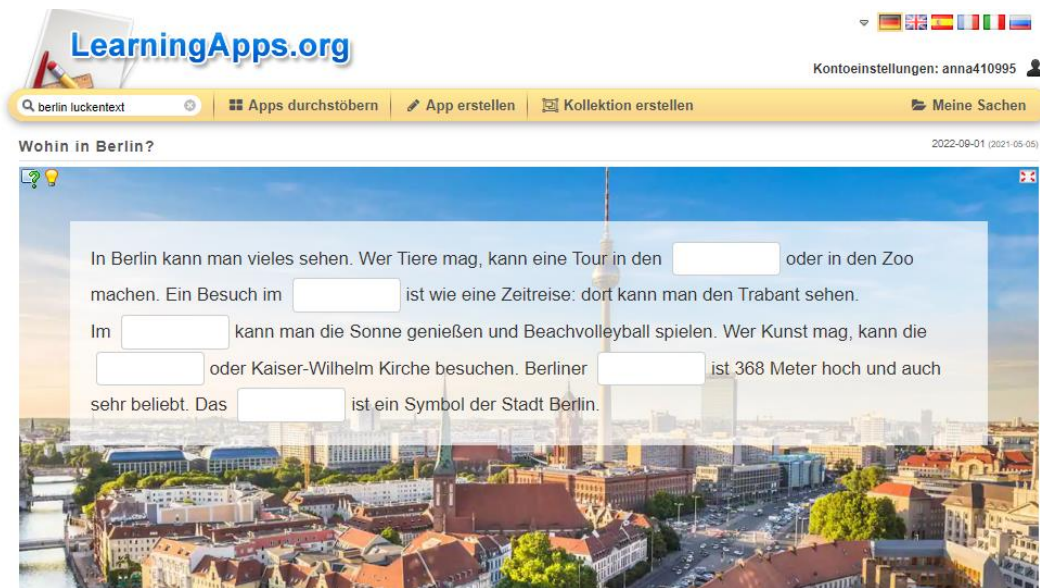 LearningApps.org
Kontoeinstellungen: anna410995
berlin luckentext
Apps durchstöbern
App erstellen
Kollektion erstellen
Meine Sachen
Wohin in Berlin?
2022-09-01 (2021-05-05)
In Berlin kann man vieles sehen. Wer Tiere mag, kann eine Tour in den oder in den Zoo
machen. Ein Besuch im ist wie eine Zeitreise: dort kann man den Trabant sehen.
Im kann man die Sonne genießen und Beachvolleyball spielen. Wer Kunst mag, kann die
oder Kaiser-Wilhelm Kirche besuchen. Berliner ist 368 Meter hoch und auch
sehr beliebt. Das ist ein Symbol der Stadt Berlin.